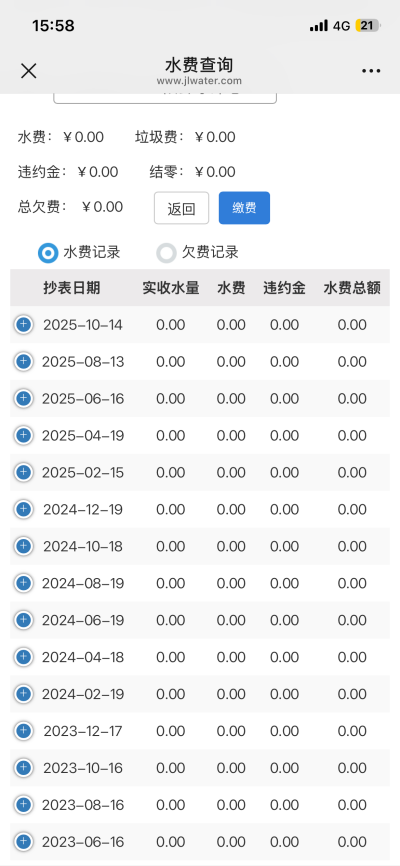 15:58
4G 21
水费查询
www.jlwater.com
水费: ￥0.00 垃圾费: ￥0.00
违约金: ￥0.00 结零: ￥0.00
总欠费: ￥0.00 返回 缴费
水费记录 欠费记录
抄表日期 实收水量 水费 违约金 水费总额
2025-10-14 0.00 0.00 0.00 0.00
2025-08-13 0.00 0.00 0.00 0.00
2025-06-16 0.00 0.00 0.00 0.00
2025-04-19 0.00 0.00 0.00 0.00
2025-02-15 0.00 0.00 0.00 0.00
2024-12-19 0.00 0.00 0.00 0.00
2024-10-18 0.00 0.00 0.00 0.00
2024-08-19 0.00 0.00 0.00 0.00
2024-06-19 0.00 0.00 0.00 0.00
2024-04-18 0.00 0.00 0.00 0.00
2024-02-19 0.00 0.00 0.00 0.00
2023-12-17 0.00 0.00 0.00 0.00
2023-10-16 0.00 0.00 0.00 0.00
2023-08-16 0.00 0.00 0.00 0.00
2023-06-16 0.00 0.00 0.00 0.00